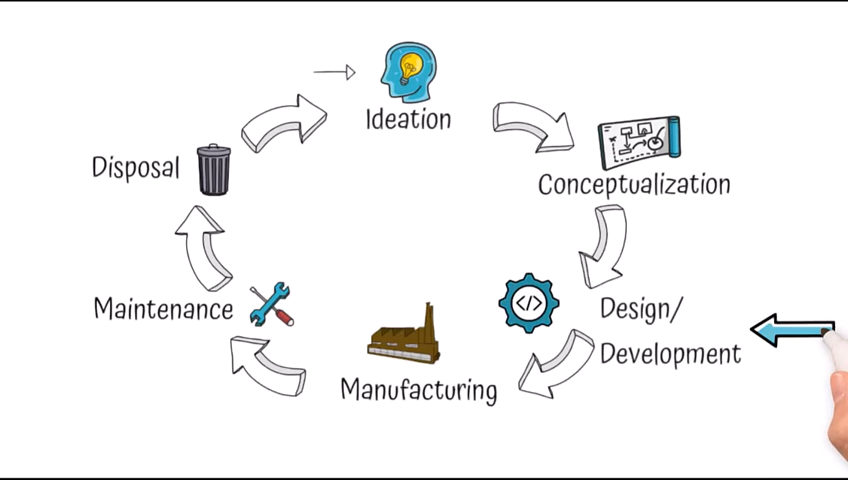 Ideation
Conceptualization
</>
Design/
Development
Manufacturing
Maintenance
Disposal